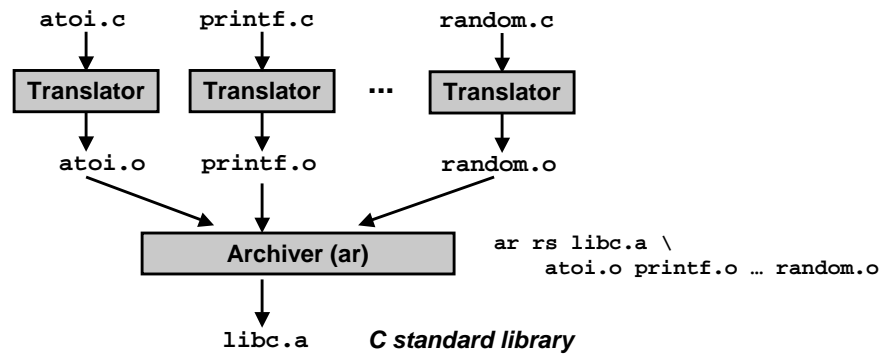 atoi.c printf.c random.c
Translator Translator ... Translator
atoi.o printf.o random.o
Archiver (ar)
ar rs libc.a \
atoi.o printf.o … random.o
libc.a C standard library